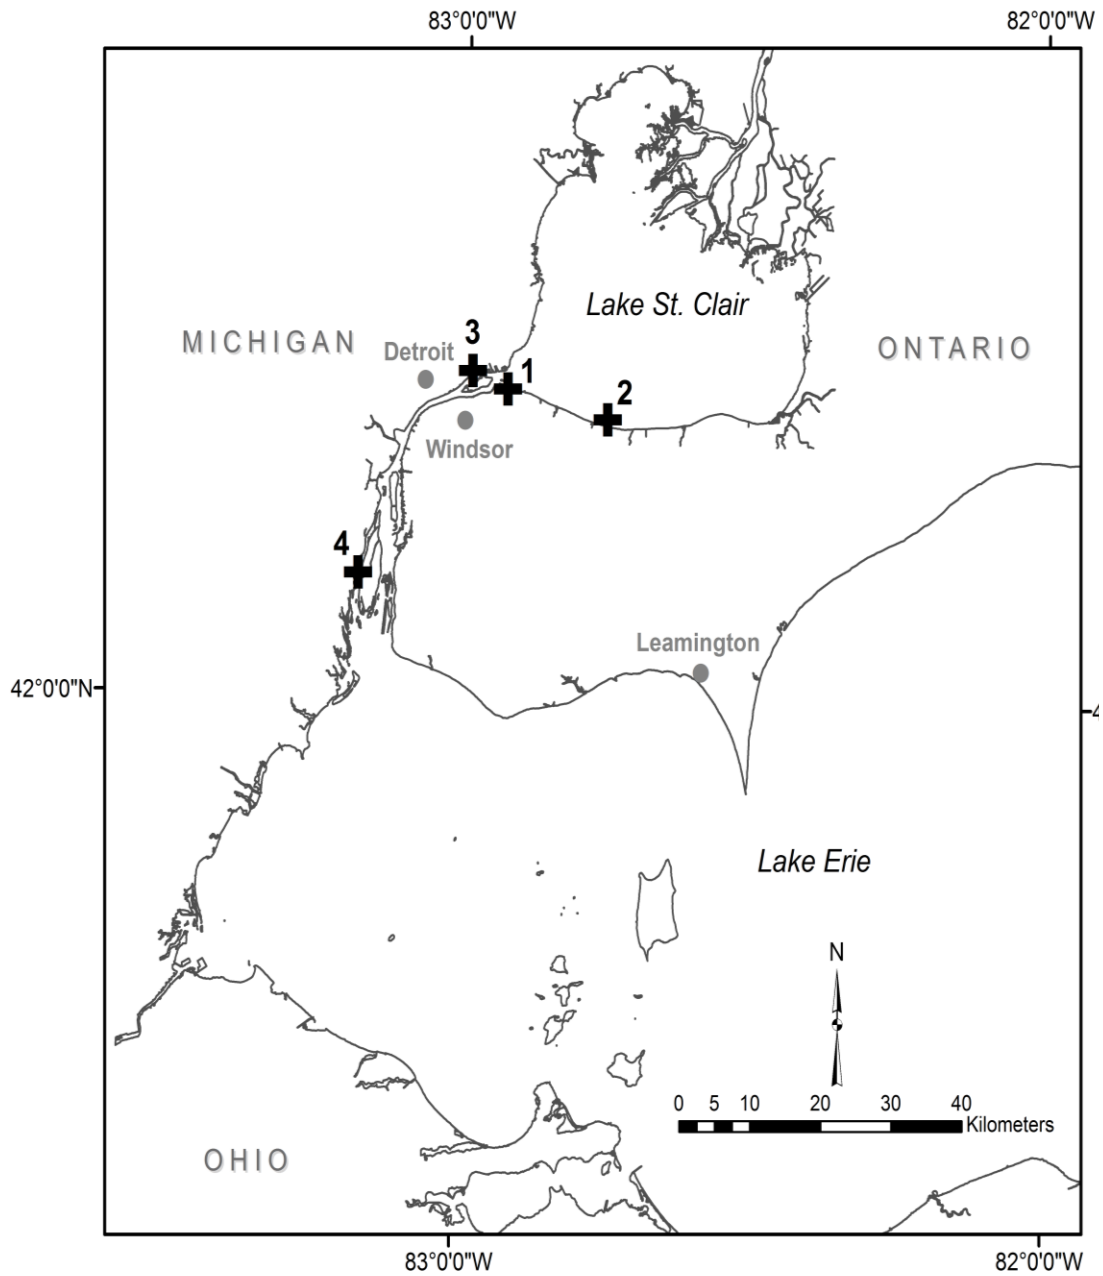 83°0'0"W 82°0'0"W
Lake St. Clair
MICHIGAN
3
Detroit
ONTARIO
1
2
Windsor
4
Leamington
42°0'0"N
4
Lake Erie
N
0 5 10 20 30 40
Kilometers
OHIO
83°0'0"W 82°0'0"W